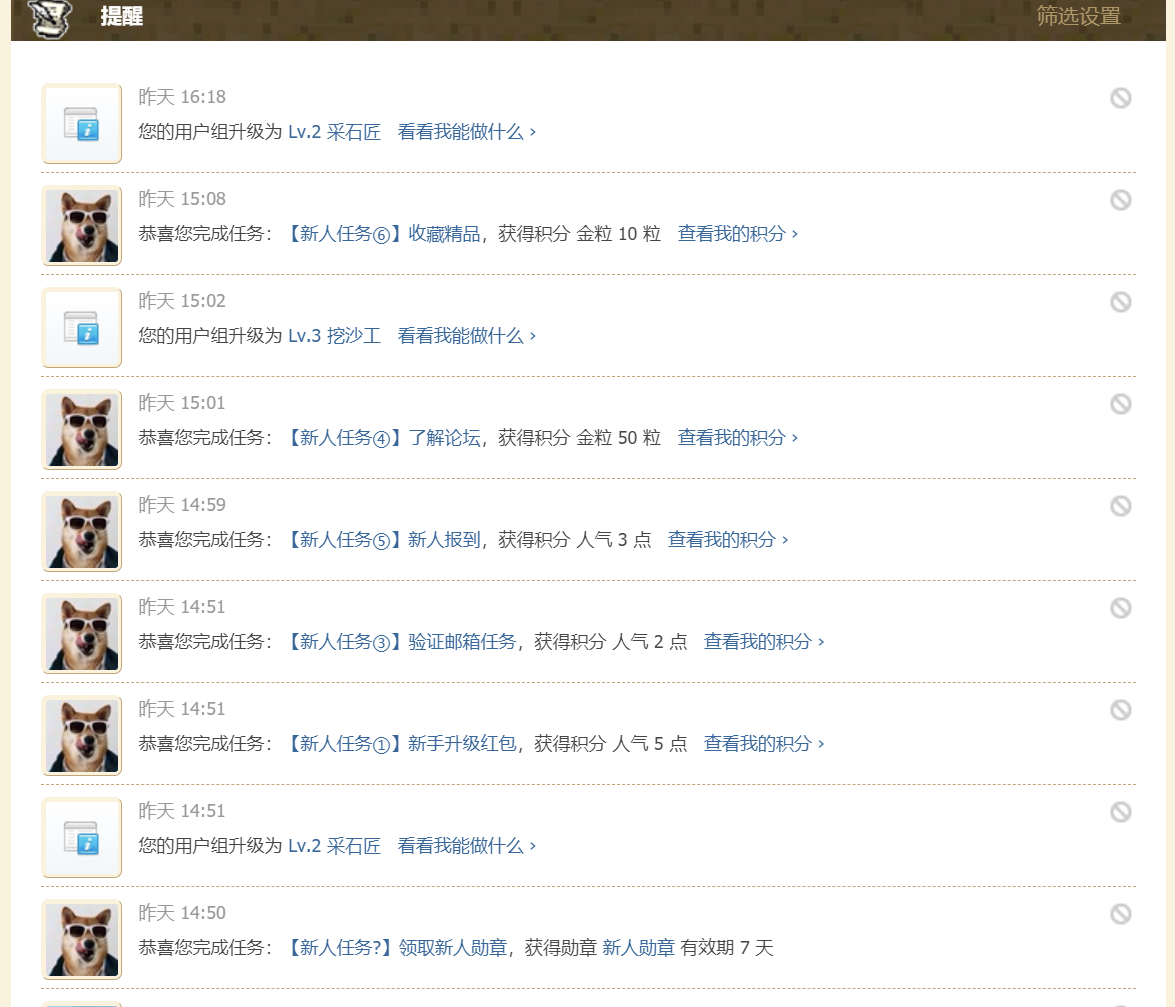 提醒
筛选设置
昨天 16:18
您的用户组升级为 Lv.2 采石匠 看看我能做什么 ›
昨天 15:08
恭喜您完成任务：【新人任务⑥】收藏精品，获得积分 金粒 10 粒 查看我的积分 ›
昨天 15:02
您的用户组升级为 Lv.3 挖沙工 看看我能做什么 ›
昨天 15:01
恭喜您完成任务：【新人任务④】了解论坛，获得积分 金粒 50 粒 查看我的积分 ›
昨天 14:59
恭喜您完成任务：【新人任务⑤】新人报到，获得积分 人气 3 点 查看我的积分 ›
昨天 14:51
恭喜您完成任务：【新人任务③】验证邮箱任务，获得积分 人气 2 点 查看我的积分 ›
昨天 14:51
恭喜您完成任务：【新人任务①】新手升级红包，获得积分 人气 5 点 查看我的积分 ›
昨天 14:51
您的用户组升级为 Lv.2 采石匠 看看我能做什么 ›
昨天 14:50
恭喜您完成任务：【新人任务?】领取新人勋章，获得勋章 新人勋章 有效期 7 天